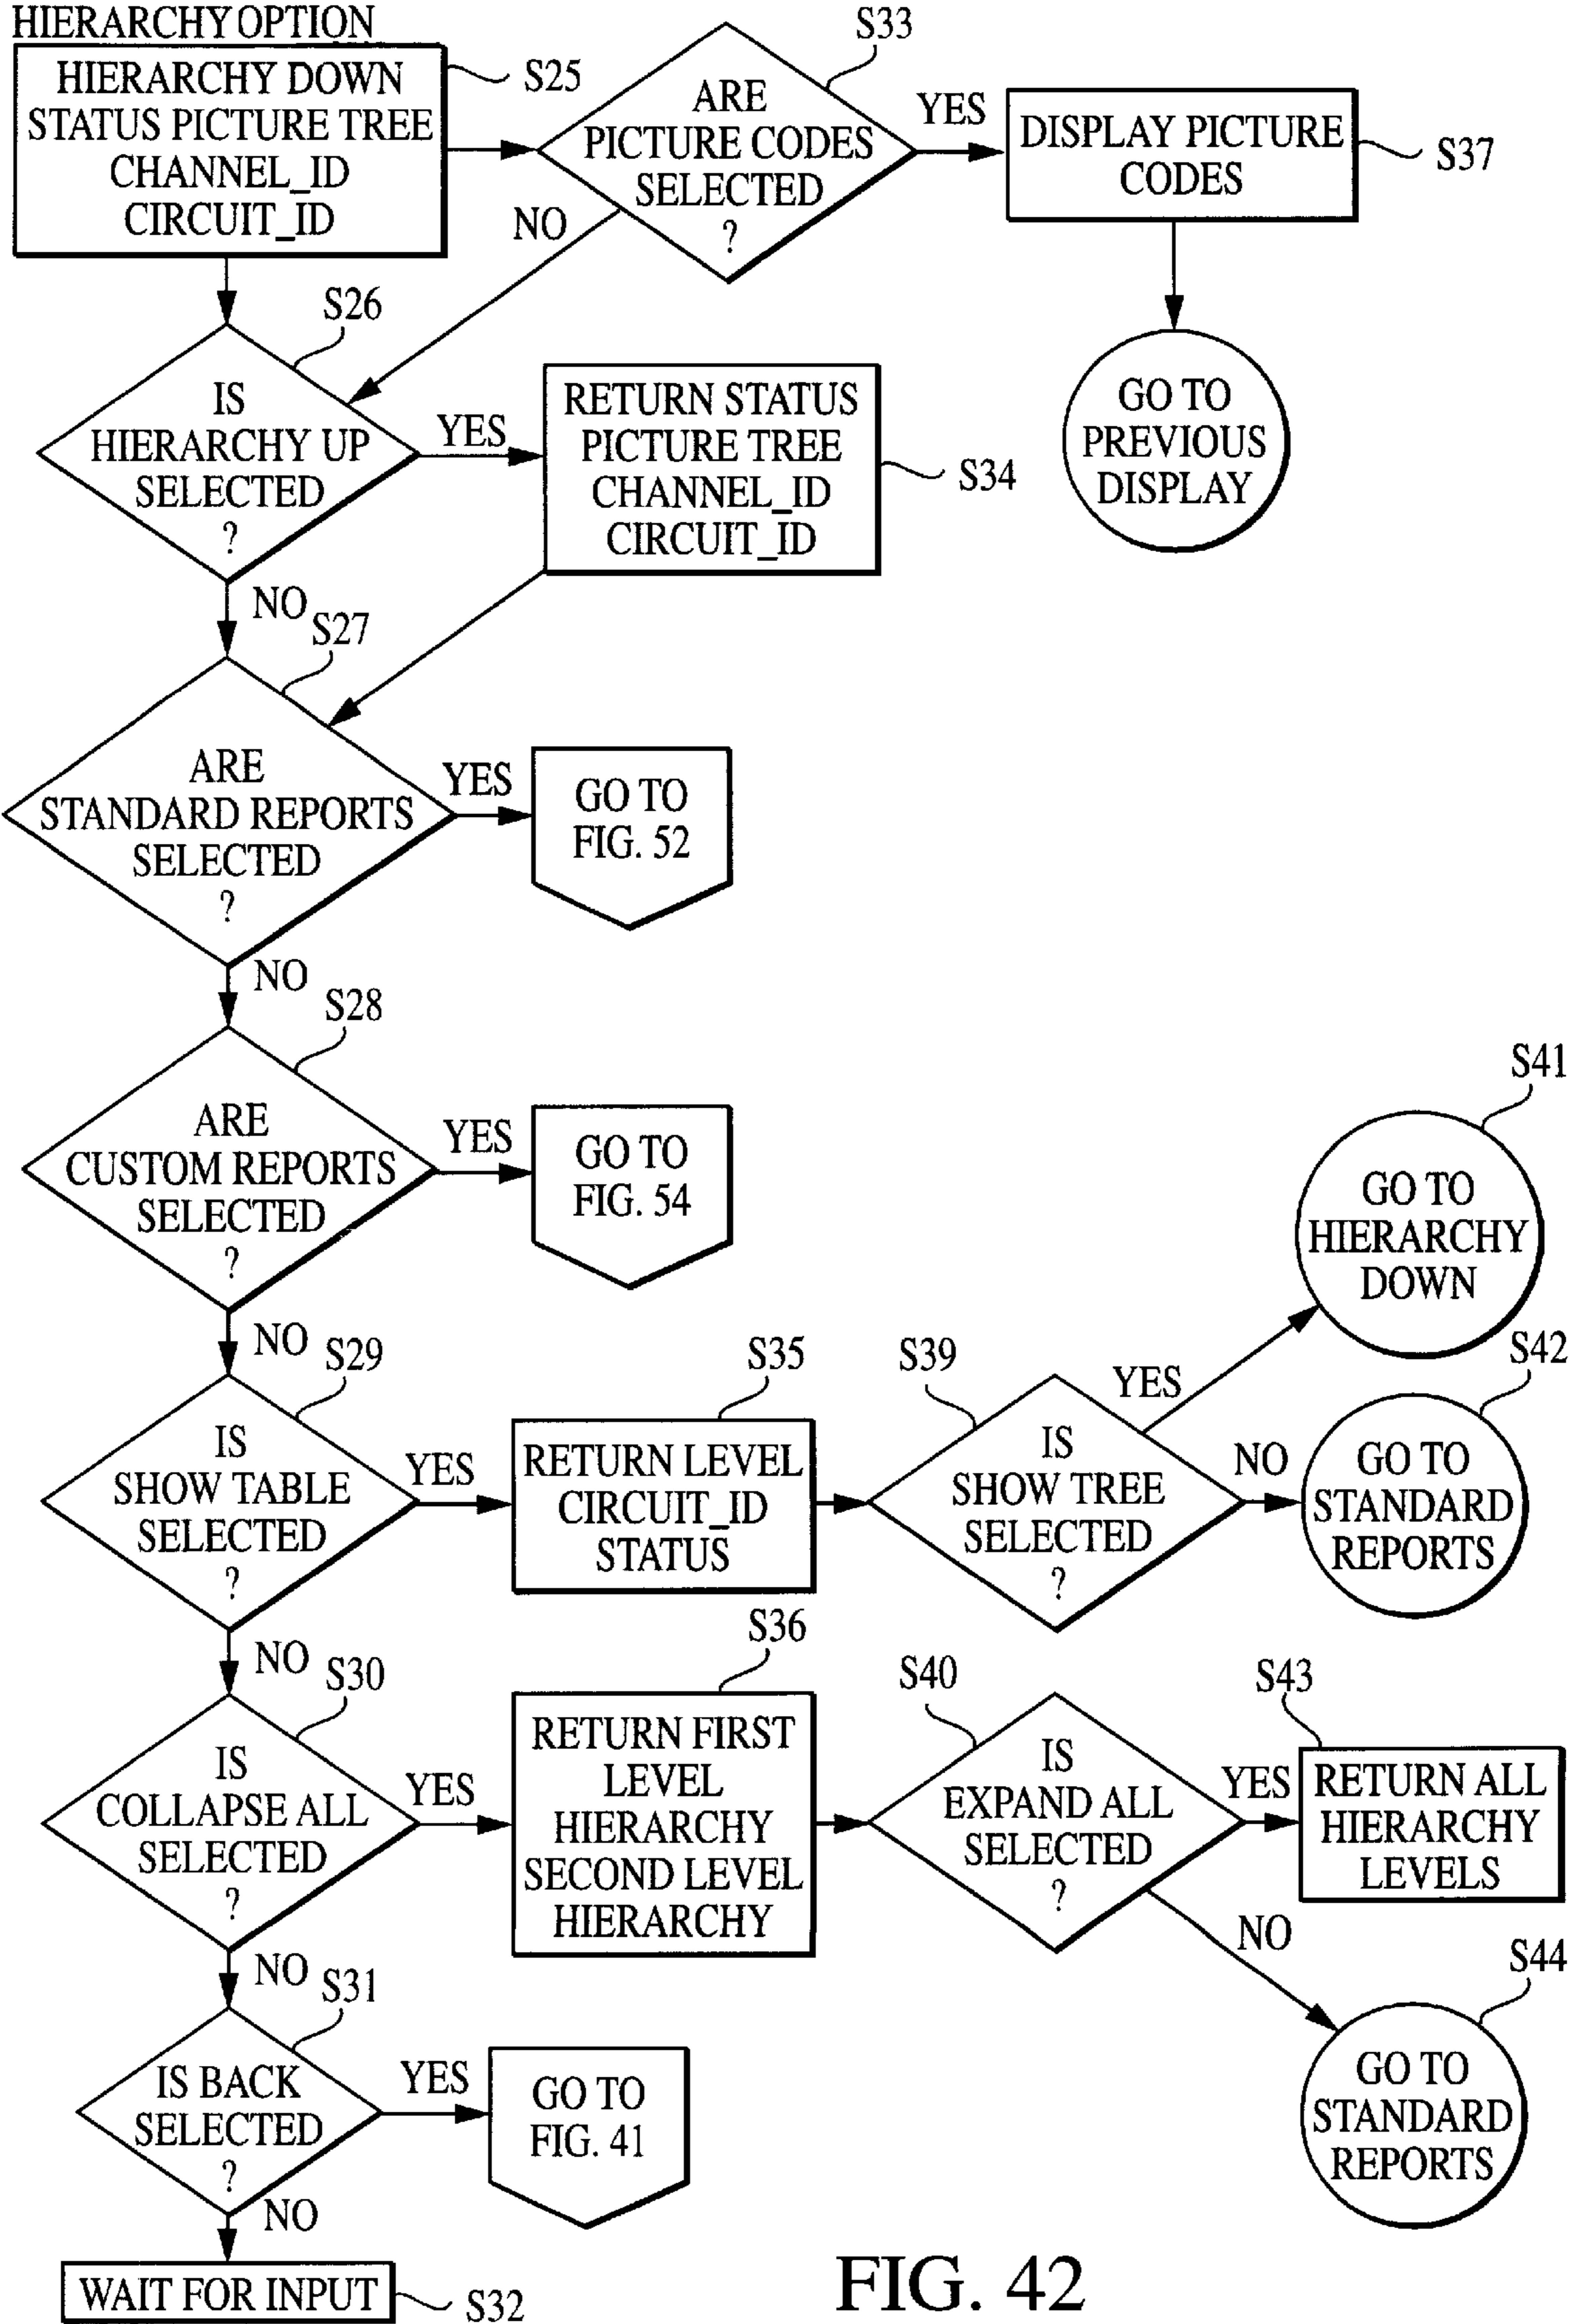 HIERARCHY OPTION
HIERARCHY DOWN
STATUS PICTURE TREE
CHANNEL_ID
CIRCUIT_ID
S25
ARE
PICTURE CODES
SELECTED
?
S33
YES
NO
DISPLAY PICTURE
CODES
S37
GO TO
PREVIOUS
DISPLAY
S26
IS
HIERARCHY UP
SELECTED
?
YES
NO
RETURN STATUS
PICTURE TREE
CHANNEL_ID
CIRCUIT_ID
S34
S27
ARE
STANDARD REPORTS
SELECTED
?
YES
NO
GO TO
FIG. 52
S28
ARE
CUSTOM REPORTS
SELECTED
?
YES
NO
GO TO
FIG. 54
S29
IS
SHOW TABLE
SELECTED
?
YES
NO
S35
RETURN LEVEL
CIRCUIT_ID
STATUS
S39
IS
SHOW TREE
SELECTED
?
YES
NO
S41
GO TO
HIERARCHY
DOWN
S42
GO TO
STANDARD
REPORTS
S30
IS
COLLAPSE ALL
SELECTED
?
YES
NO
S36
RETURN FIRST
LEVEL
HIERARCHY
SECOND LEVEL
HIERARCHY
S40
IS
EXPAND ALL
SELECTED
?
YES
NO
S43
RETURN ALL
HIERARCHY
LEVELS
S44
GO TO
STANDARD
REPORTS
S31
IS BACK
SELECTED
?
YES
NO
GO TO
FIG. 41
WAIT FOR INPUT
S32
FIG. 42